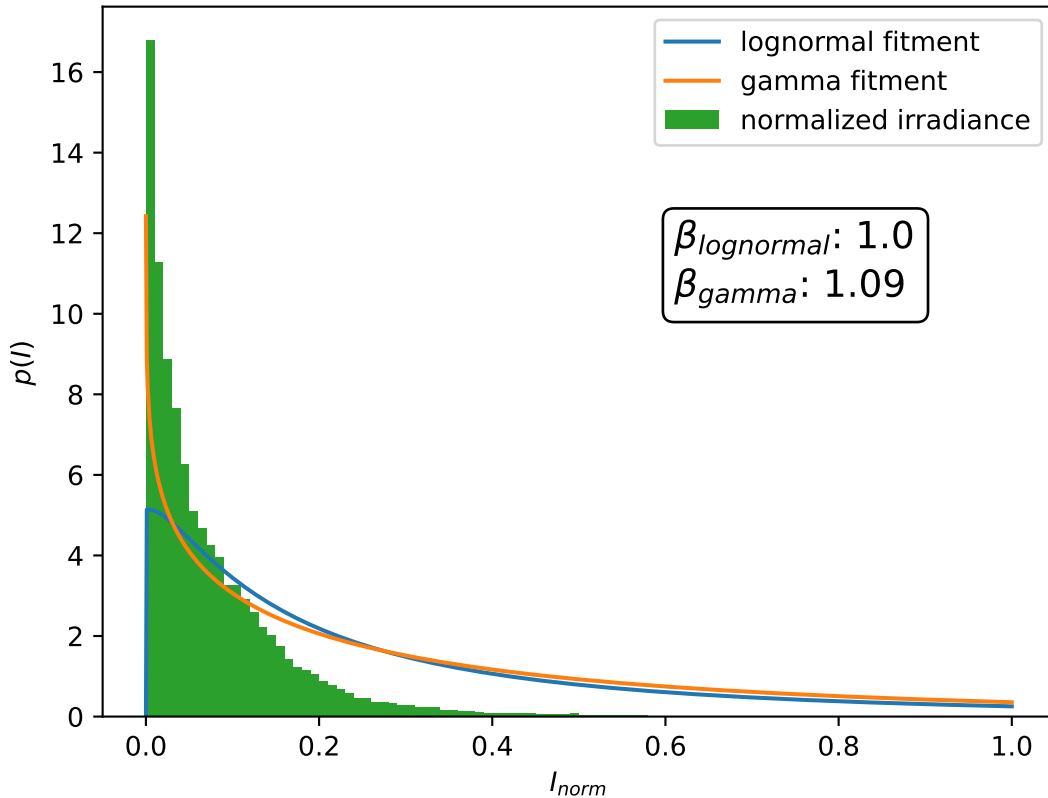 lognormal fitment
gamma fitment
normalized irradiance
β_lognormal: 1.0
β_gamma: 1.09
p(I)
16
14
12
10
8
6
4
2
0
0.0 0.2 0.4 0.6 0.8 1.0
I_norm